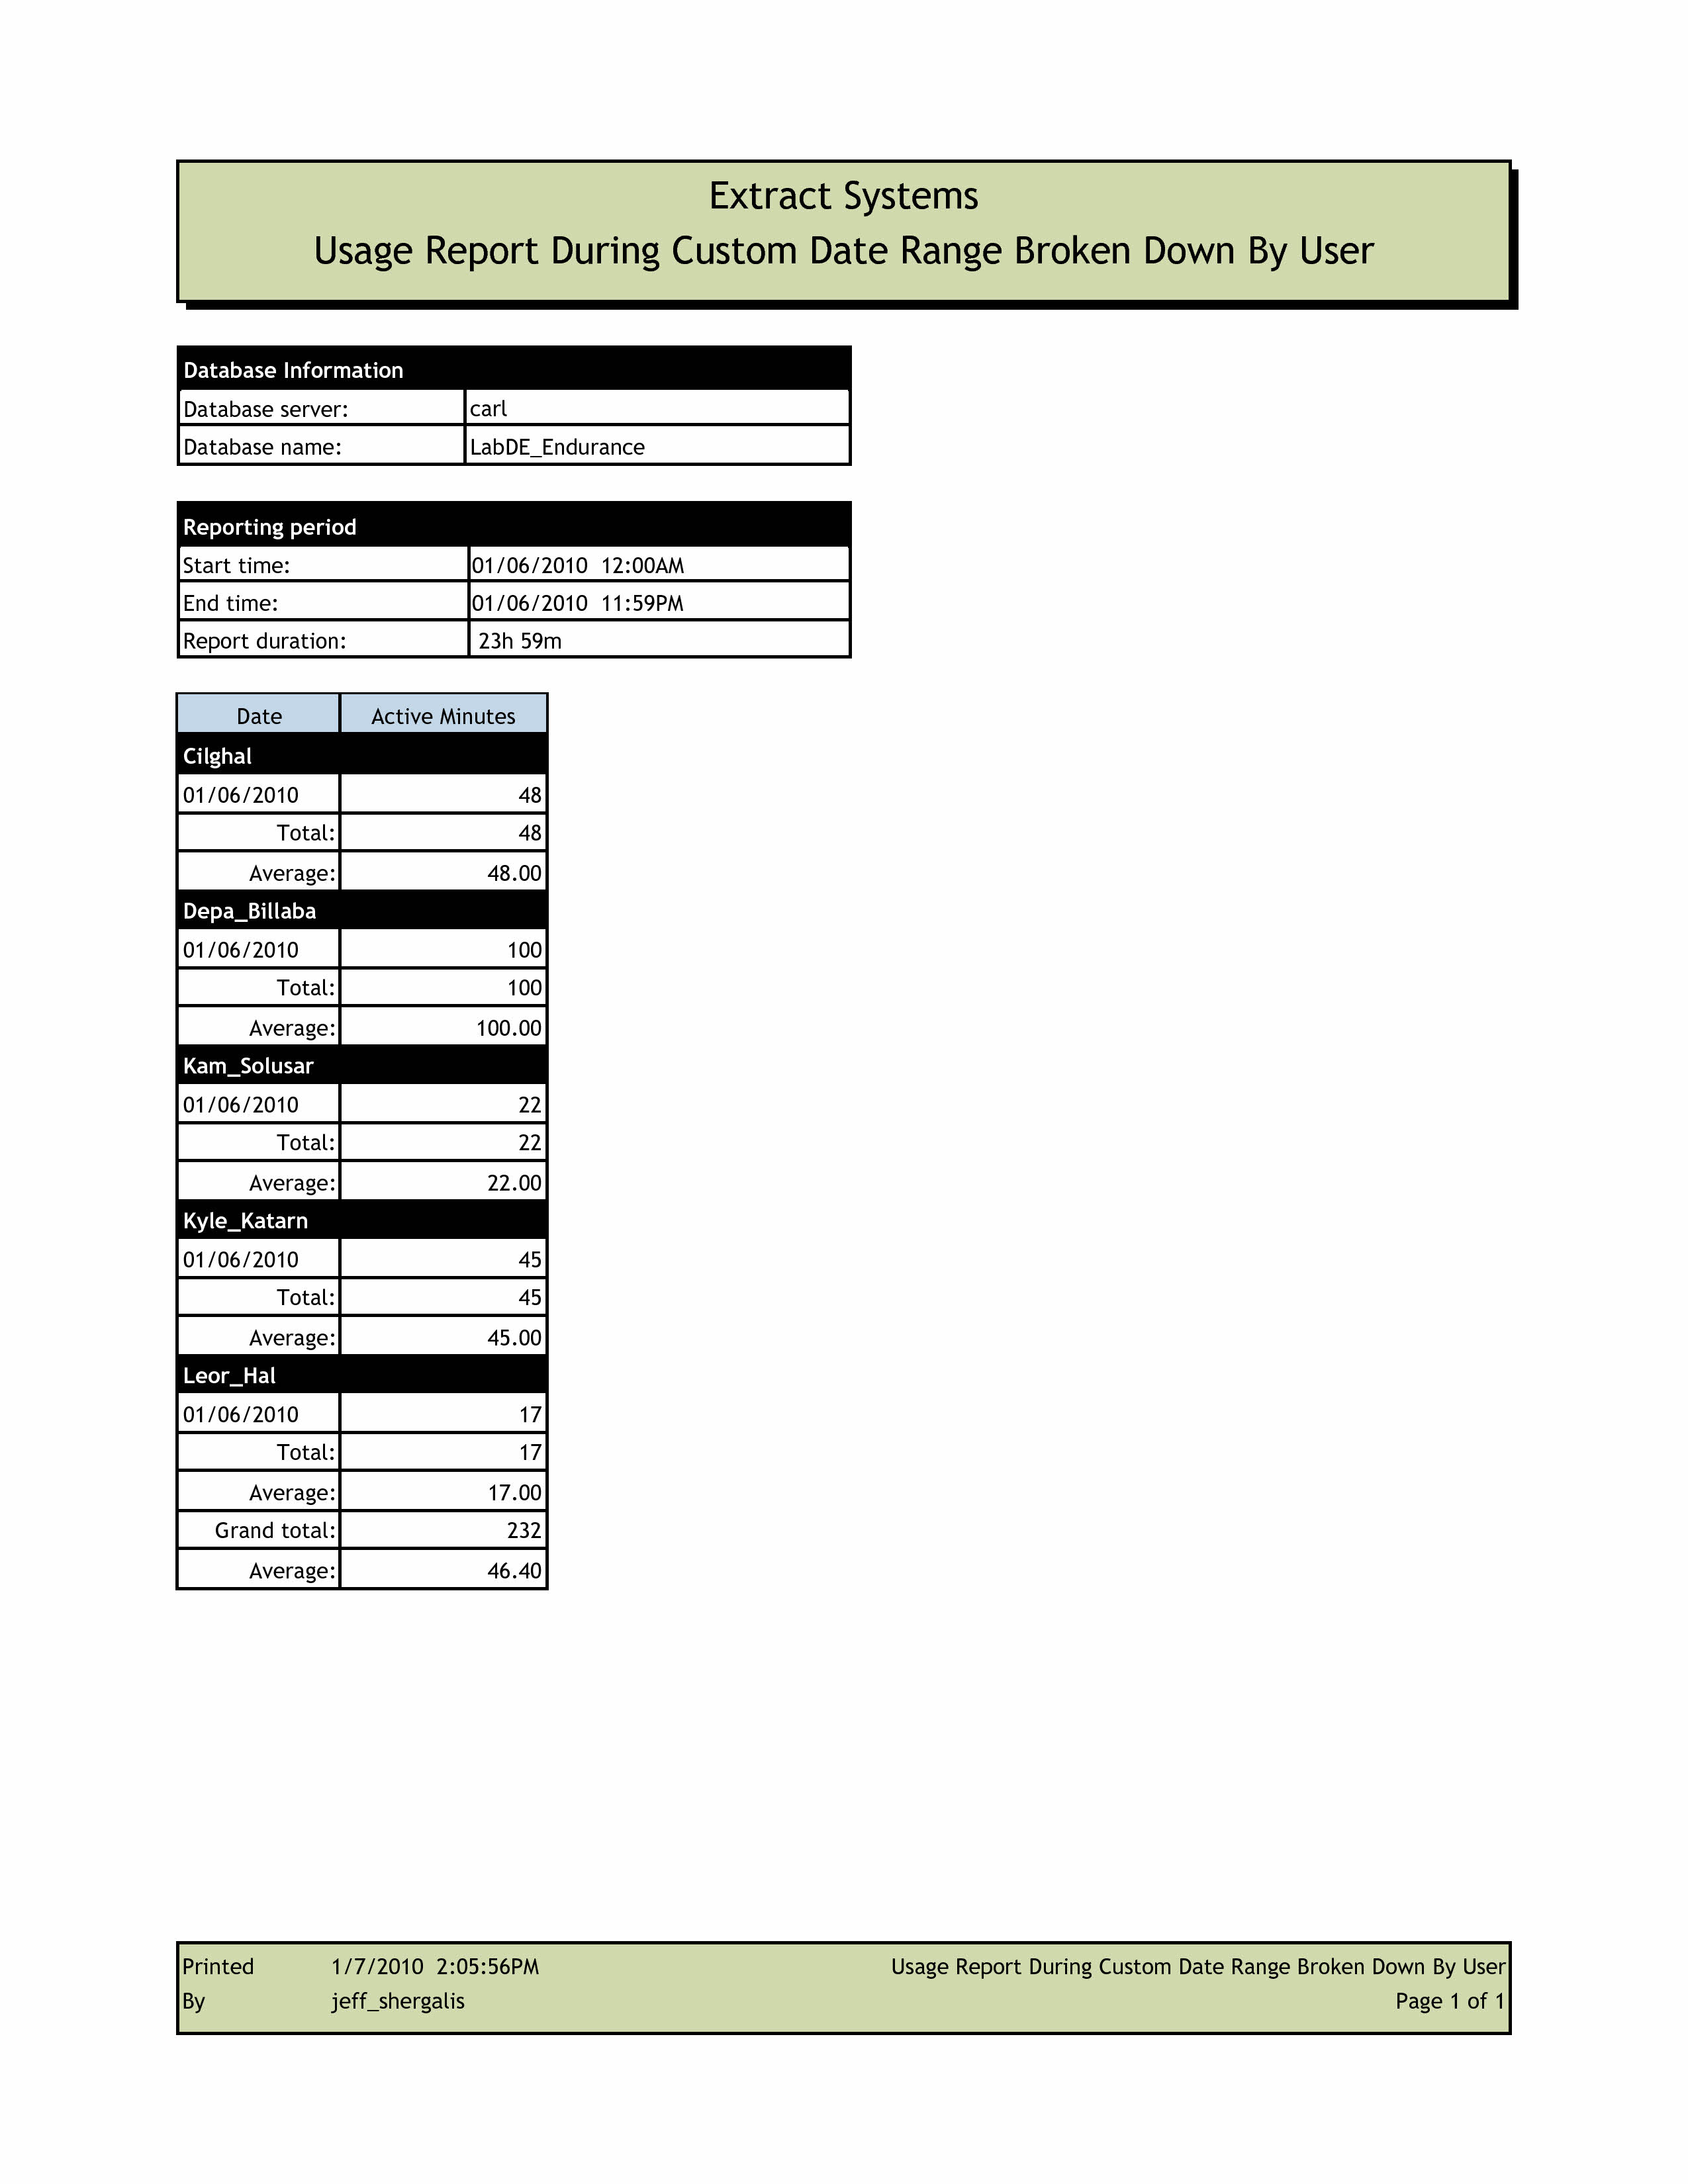 Extract Systems
Usage Report During Custom Date Range Broken Down By User
Database Information
Database server: carl
Database name: LabDE_Endurance
Reporting period
Start time: 01/06/2010 12:00AM
End time: 01/06/2010 11:59PM
Report duration: 23h 59m
Date Active Minutes
Cilghal
01/06/2010 48
Total: 48
Average: 48.00
Depa_Billaba
01/06/2010 100
Total: 100
Average: 100.00
Kam_Solusar
01/06/2010 22
Total: 22
Average: 22.00
Kyle_Katarn
01/06/2010 45
Total: 45
Average: 45.00
Leor_Hal
01/06/2010 17
Total: 17
Average: 17.00
Grand total: 232
Average: 46.40
Printed 1/7/2010 2:05:56PM Usage Report During Custom Date Range Broken Down By User
By jeff_shergalis Page 1 of 1